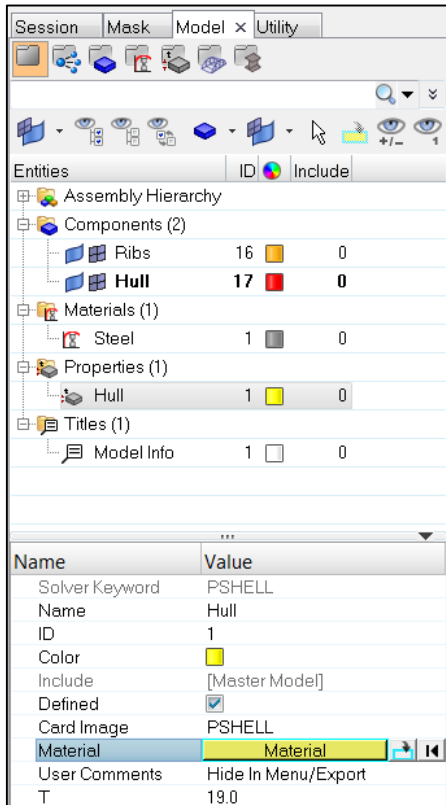 Session Mask Model × Utility
+/- 1
Entities ID Include
Assembly Hierarchy
Components (2)
Ribs 16 0
Hull 17 0
Materials (1)
Steel 1 0
Properties (1)
Hull 1 0
Titles (1)
Model Info 1 0
Name Value
Solver Keyword PSHELL
Name Hull
ID 1
Color
Include [Master Model]
Defined
Card Image PSHELL
Material Material
User Comments Hide In Menu/Export
T 19.0